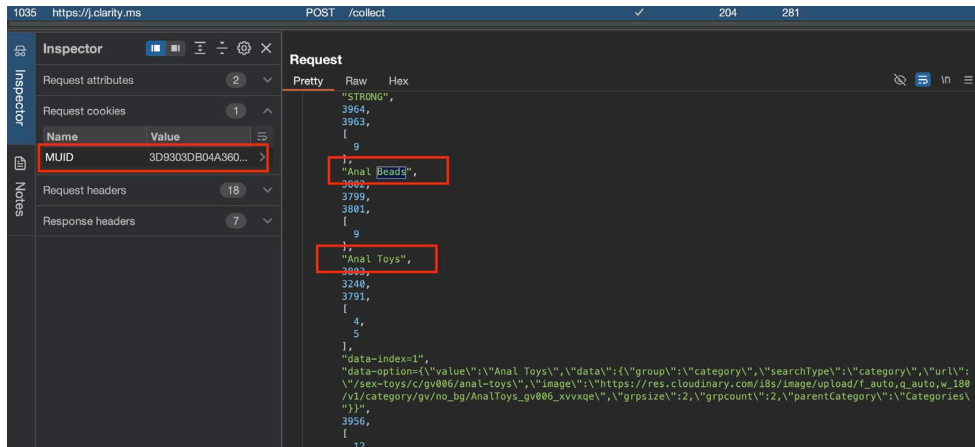 1035 https://j.clarity.ms POST /collect ✓ 204 281
Inspector
Notes
Inspector
Request attributes 2
Request cookies 1
Name Value
MUID 3D9303DB04A360... >
Request headers 18
Response headers 7
Request
Pretty Raw Hex
\n
"STRONG",
3964,
3963,
[
9
],
"Anal Beads",
3802,
3799,
3801,
[
9
],
"Anal Toys",
3803,
3240,
3791,
[
4,
5
],
"data-index=1",
"data-option={\"value\":\"Anal Toys\",\"data\":{\"group\":\"category\",\"searchType\":\"category\",\"url\":
\"/sex-toys/c/gv006/anal-toys\",\"image\":\"https://res.cloudinary.com/i8s/image/upload/f_auto,q_auto,w_180
/v1/category/gv/no_bg/AnalToys_gv006_xvvxqe\",\"grpsize\":2,\"grpcount\":2,\"parentCategory\":\"Categories\
"}}",
3956,
[
12